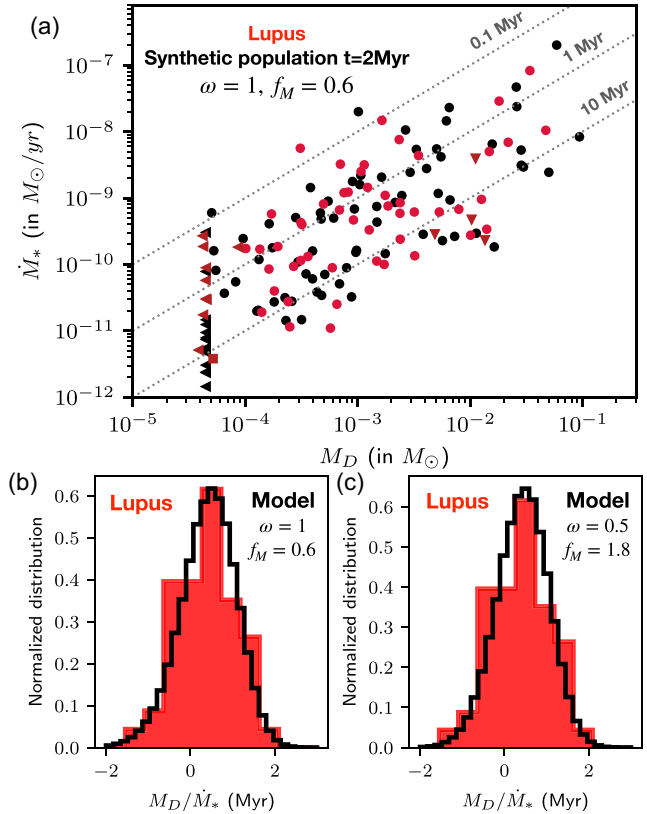 (a)
Lupus
Synthetic population t=2Myr
ω = 1, f_M = 0.6
0.1 Myr
1 Myr
10 Myr
10⁻⁷
10⁻⁸
10⁻⁹
10⁻¹⁰
10⁻¹¹
10⁻¹²
Ṁ_* (in M_⊙/yr)
10⁻⁵ 10⁻⁴ 10⁻³ 10⁻² 10⁻¹
M_D (in M_⊙)
(b)
Lupus
Model
ω = 1
f_M = 0.6
0.6
0.5
0.4
0.3
0.2
0.1
0.0
Normalized distribution
−2 0 2
M_D/Ṁ_* (Myr)
(c)
Lupus
Model
ω = 0.5
f_M = 1.8
0.6
0.5
0.4
0.3
0.2
0.1
0.0
Normalized distribution
−2 0 2
M_D/Ṁ_* (Myr)